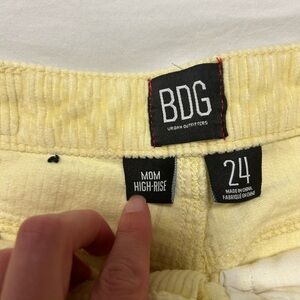 BDG
URBAN OUTFITTERS
MOM
HIGH-RISE
24
MADE IN CHINA
FABRIQUÉ EN CHINE